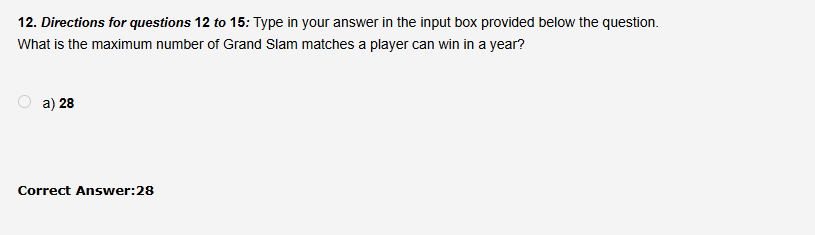 12. Directions for questions 12 to 15: Type in your answer in the input box provided below the question.
What is the maximum number of Grand Slam matches a player can win in a year?
a) 28
Correct Answer:28